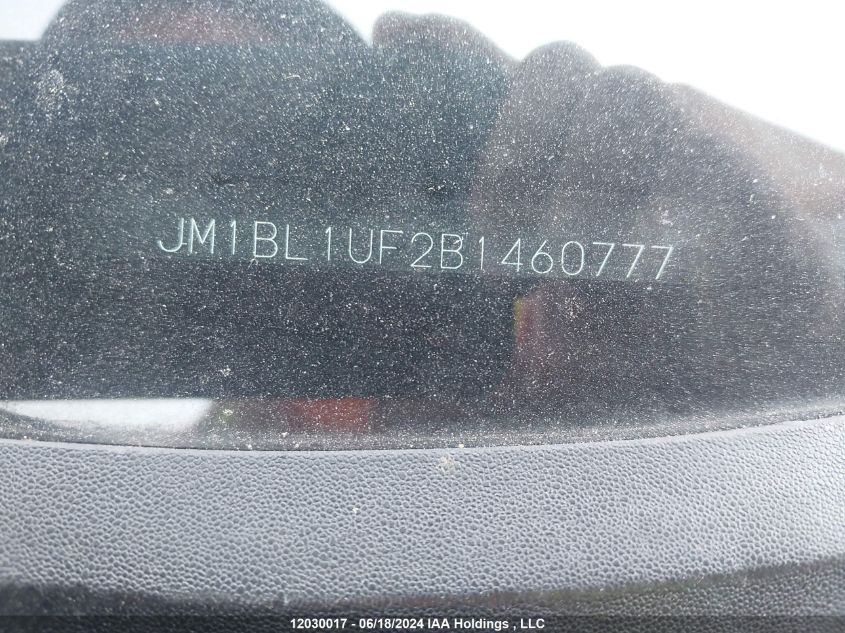 JM1BL1UF2B1460777
12030017 - 06/18/2024 IAA Holdings , LLC